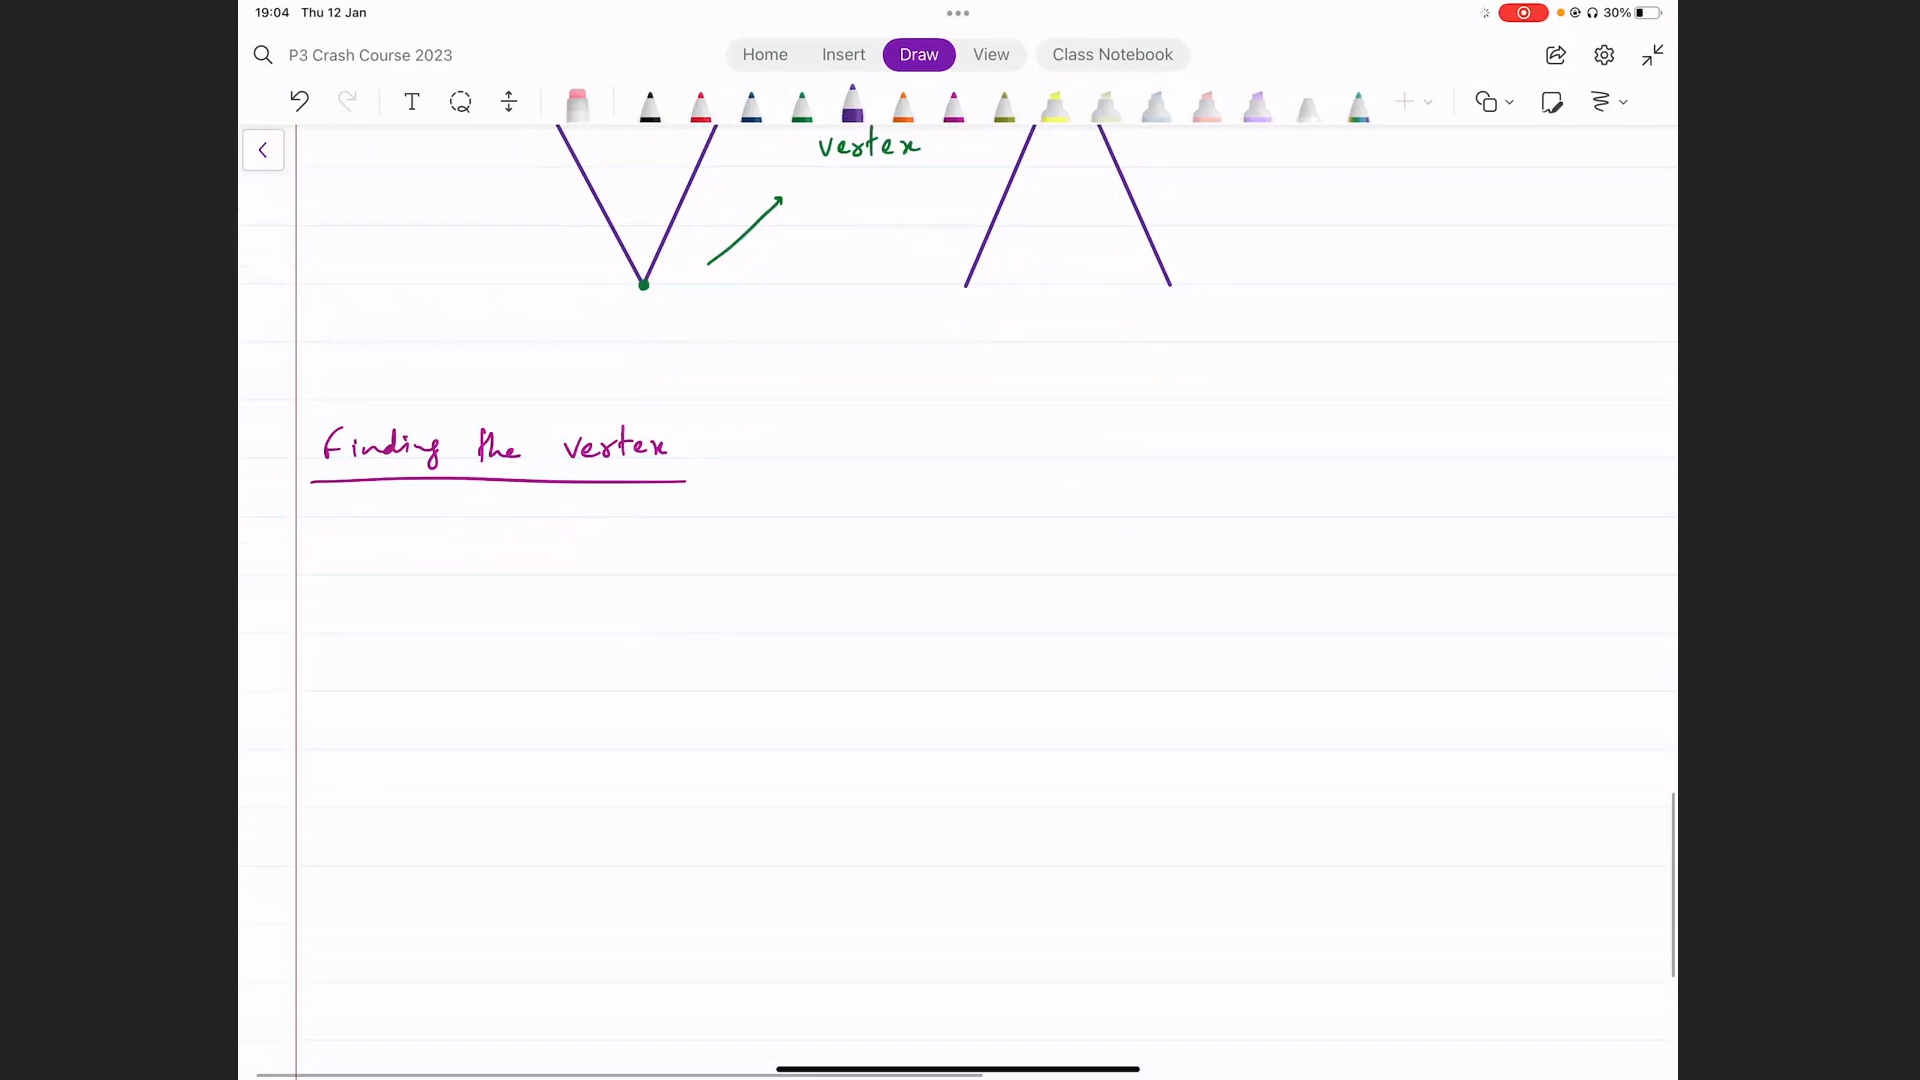 19:04 Thu 12 Jan 30%
P3 Crash Course 2023 Home Insert Draw View Class Notebook
T
vertex
Finding the vertex